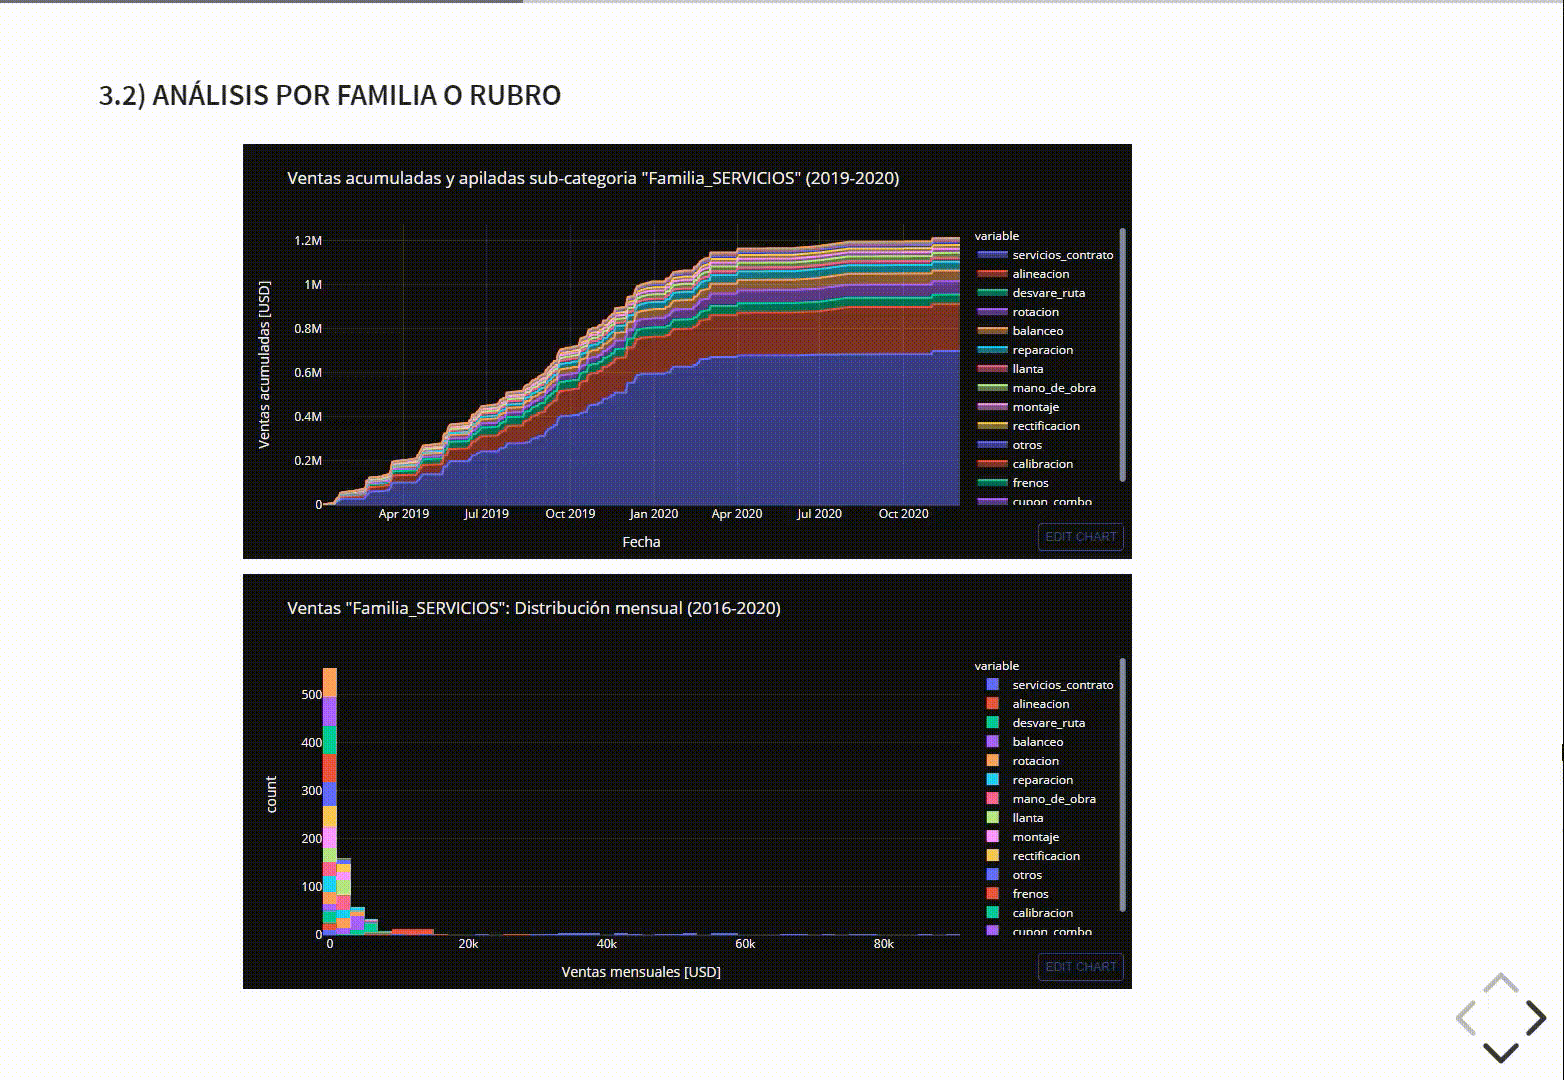 3.2) ANÁLISIS POR FAMILIA O RUBRO
Ventas acumuladas y apiladas sub-categoria "Familia_SERVICIOS" (2019-2020)
Ventas acumuladas [USD]
1.2M
1M
0.8M
0.6M
0.4M
0.2M
0
Apr 2019
Jul 2019
Oct 2019
Jan 2020
Apr 2020
Jul 2020
Oct 2020
Fecha
variable
servicios_contrato
alineacion
desvare_ruta
rotacion
balanceo
reparacion
llanta
mano_de_obra
montaje
rectificacion
otros
calibracion
frenos
cupon_combo
EDIT CHART
Ventas "Familia_SERVICIOS": Distribución mensual (2016-2020)
count
500
400
300
200
100
0
0
20k
40k
60k
80k
Ventas mensuales [USD]
variable
servicios_contrato
alineacion
desvare_ruta
balanceo
rotacion
reparacion
mano_de_obra
llanta
montaje
rectificacion
otros
frenos
calibracion
cupon_combo
EDIT CHART